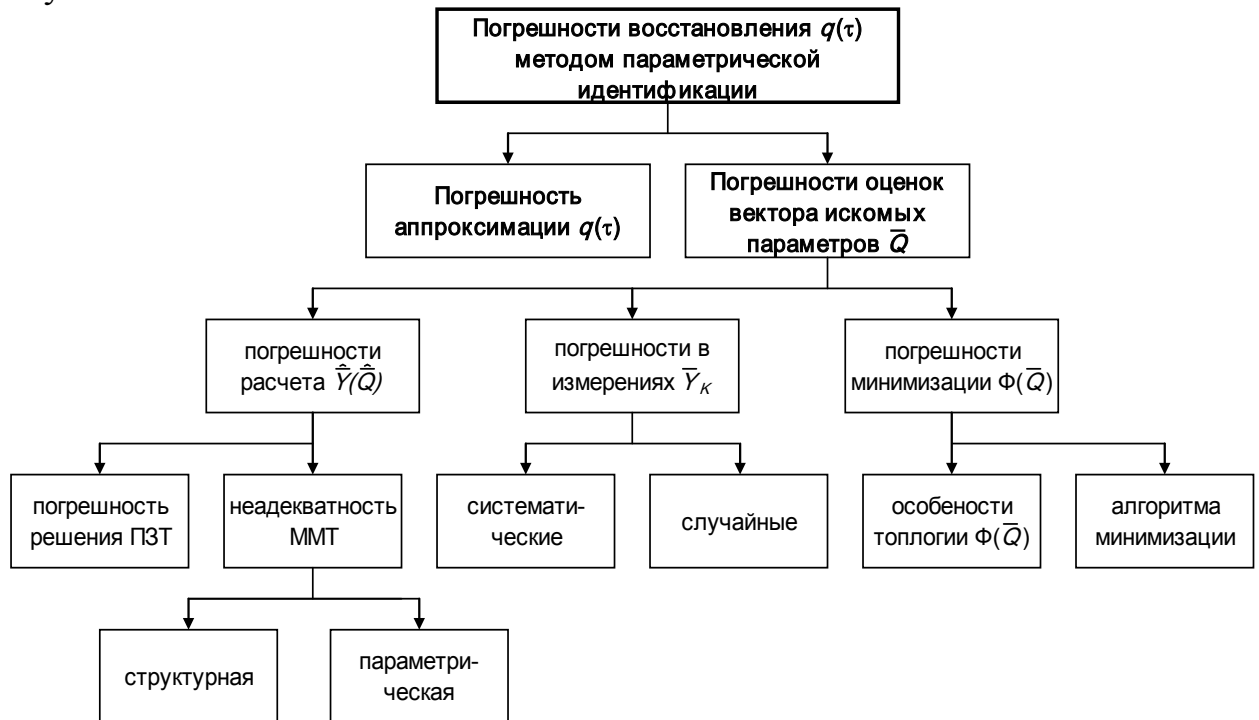 Погрешности восстановления q(τ)
методом параметрической
идентификации
Погрешность
аппроксимации q(τ)
Погрешности оценок
вектора искомых
параметров Q̅
погрешности
расчета Ŷ̅(Q̂̅)
погрешности в
измерениях Y̅_K
погрешности
минимизации Φ(Q̅)
погрешность
решения ПЗТ
неадекватность
ММТ
системати-
ческие
случайные
особености
топлогии Φ(Q̅)
алгоритма
минимизации
структурная
параметри-
ческая